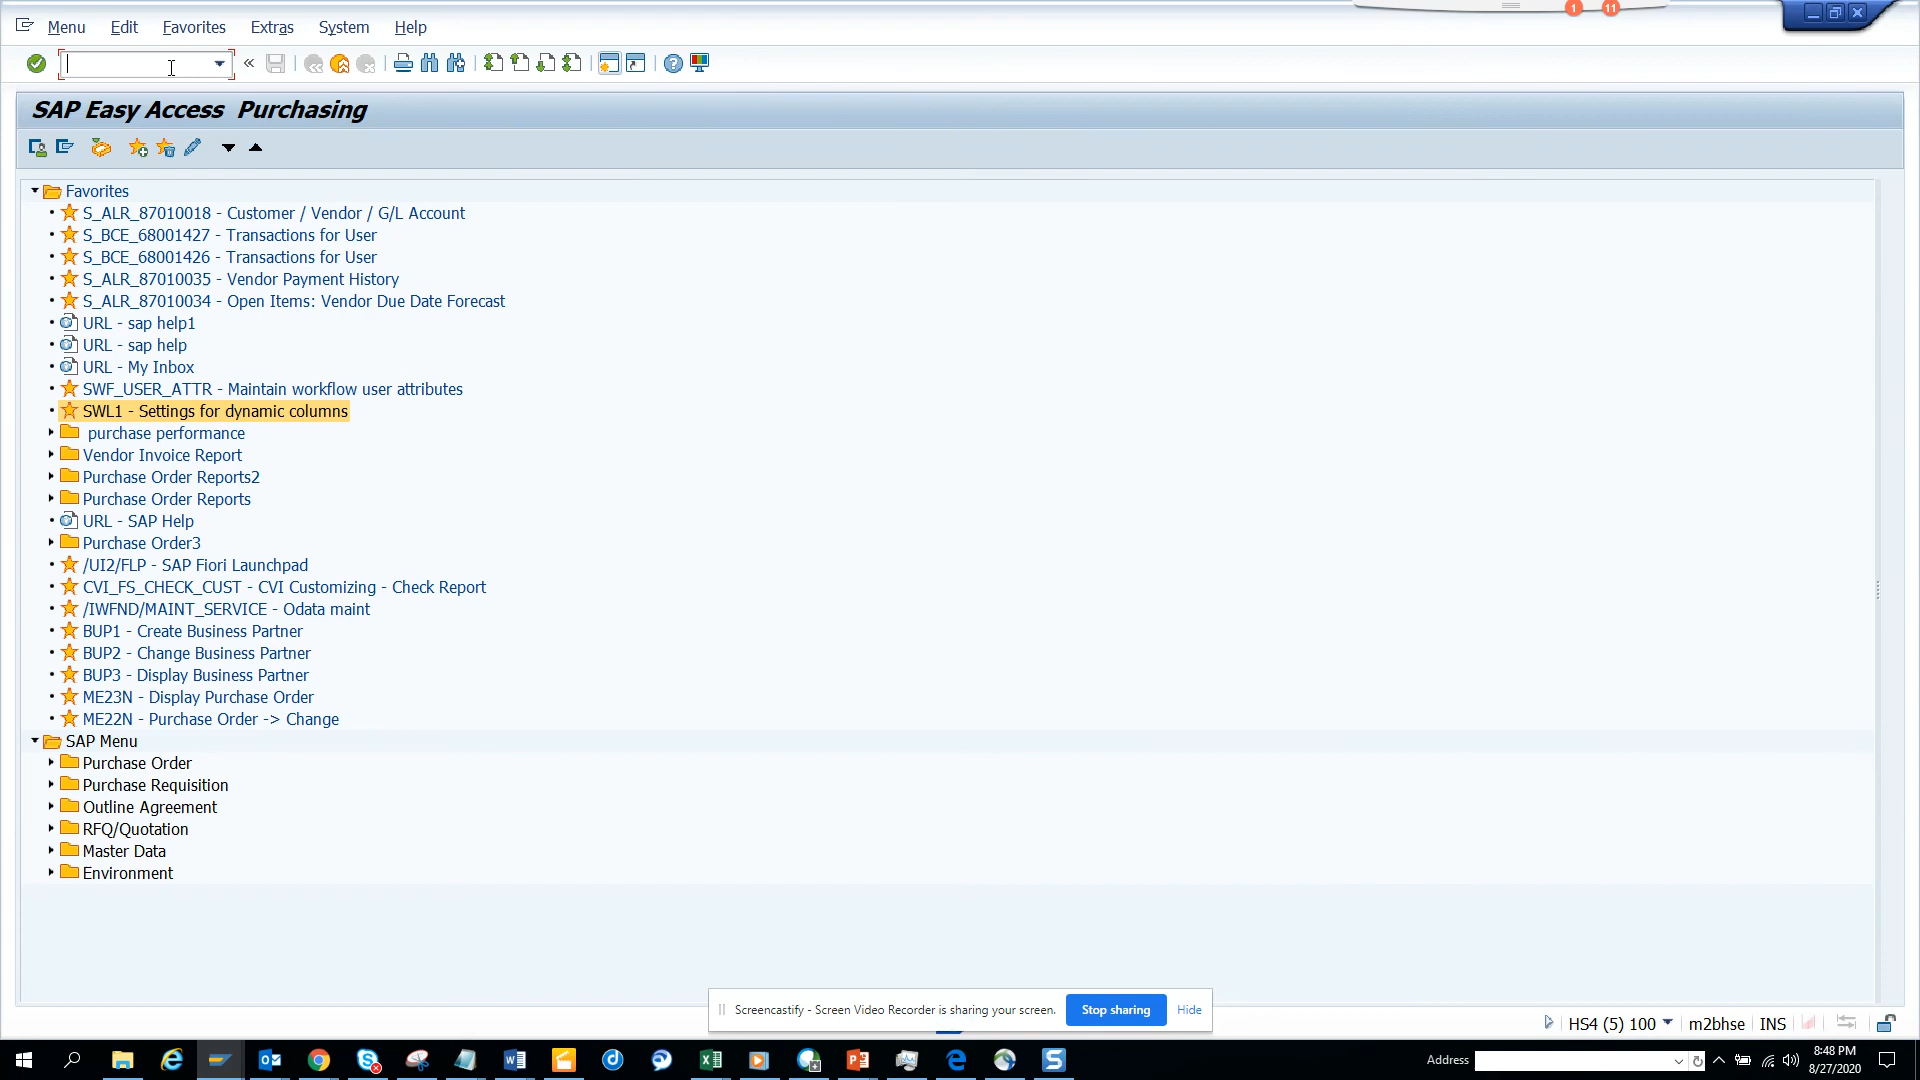 Menu Edit Favorites Extras System Help
1 11
SAP Easy Access Purchasing
Favorites
S_ALR_87010018 - Customer / Vendor / G/L Account
S_BCE_68001427 - Transactions for User
S_BCE_68001426 - Transactions for User
S_ALR_87010035 - Vendor Payment History
S_ALR_87010034 - Open Items: Vendor Due Date Forecast
URL - sap help1
URL - sap help
URL - My Inbox
SWF_USER_ATTR - Maintain workflow user attributes
SWL1 - Settings for dynamic columns
purchase performance
Vendor Invoice Report
Purchase Order Reports2
Purchase Order Reports
URL - SAP Help
Purchase Order3
/UI2/FLP - SAP Fiori Launchpad
CVI_FS_CHECK_CUST - CVI Customizing - Check Report
/IWFND/MAINT_SERVICE - Odata maint
BUP1 - Create Business Partner
BUP2 - Change Business Partner
BUP3 - Display Business Partner
ME23N - Display Purchase Order
ME22N - Purchase Order -> Change
SAP Menu
Purchase Order
Purchase Requisition
Outline Agreement
RFQ/Quotation
Master Data
Environment
Screencastify - Screen Video Recorder is sharing your screen. Stop sharing Hide
HS4 (5) 100 m2bhse INS
Address
8:48 PM
8/27/2020